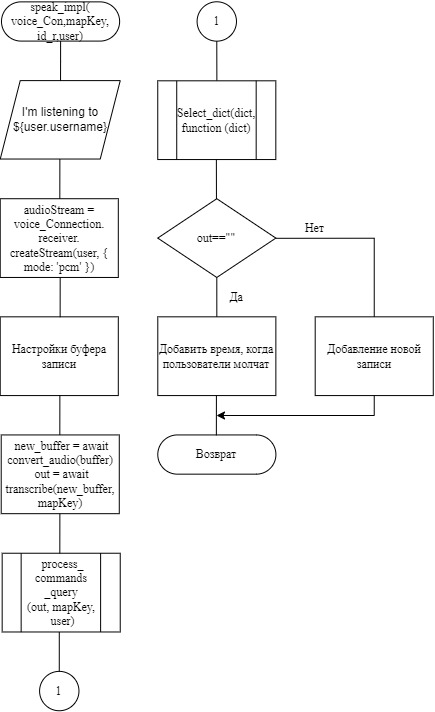 speak_impl(
voice_Con,mapKey,
id_r,user)
I'm listening to
${user.username}
audioStream =
voice_Connection.
receiver.
createStream(user, {
mode: 'pcm' })
Настройки буфера
записи
new_buffer = await
convert_audio(buffer)
out = await
transcribe(new_buffer,
mapKey)
process_
commands
_query
(out, mapKey,
user)
1
1
Select_dict(dict,
function (dict)
out==""
Нет
Да
Добавить время, когда
пользователи молчат
Добавление новой
записи
Возврат